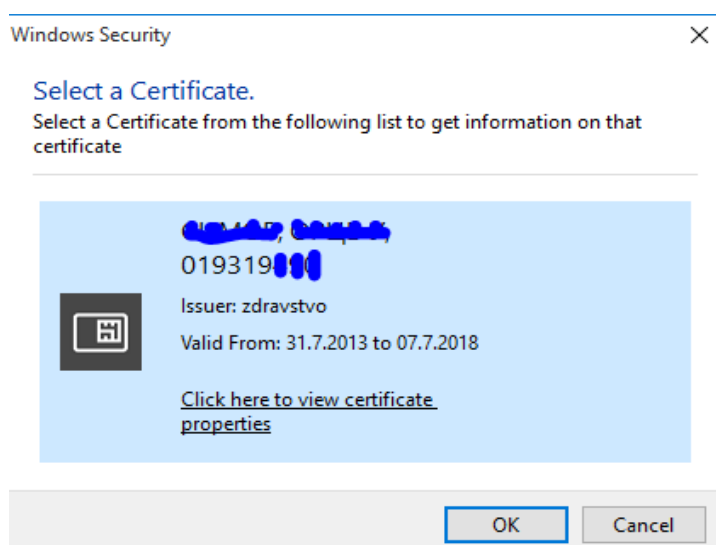 Windows Security
Select a Certificate.
Select a Certificate from the following list to get information on that
certificate
019319
Issuer: zdravstvo
Valid From: 31.7.2013 to 07.7.2018
Click here to view certificate
properties
OK
Cancel